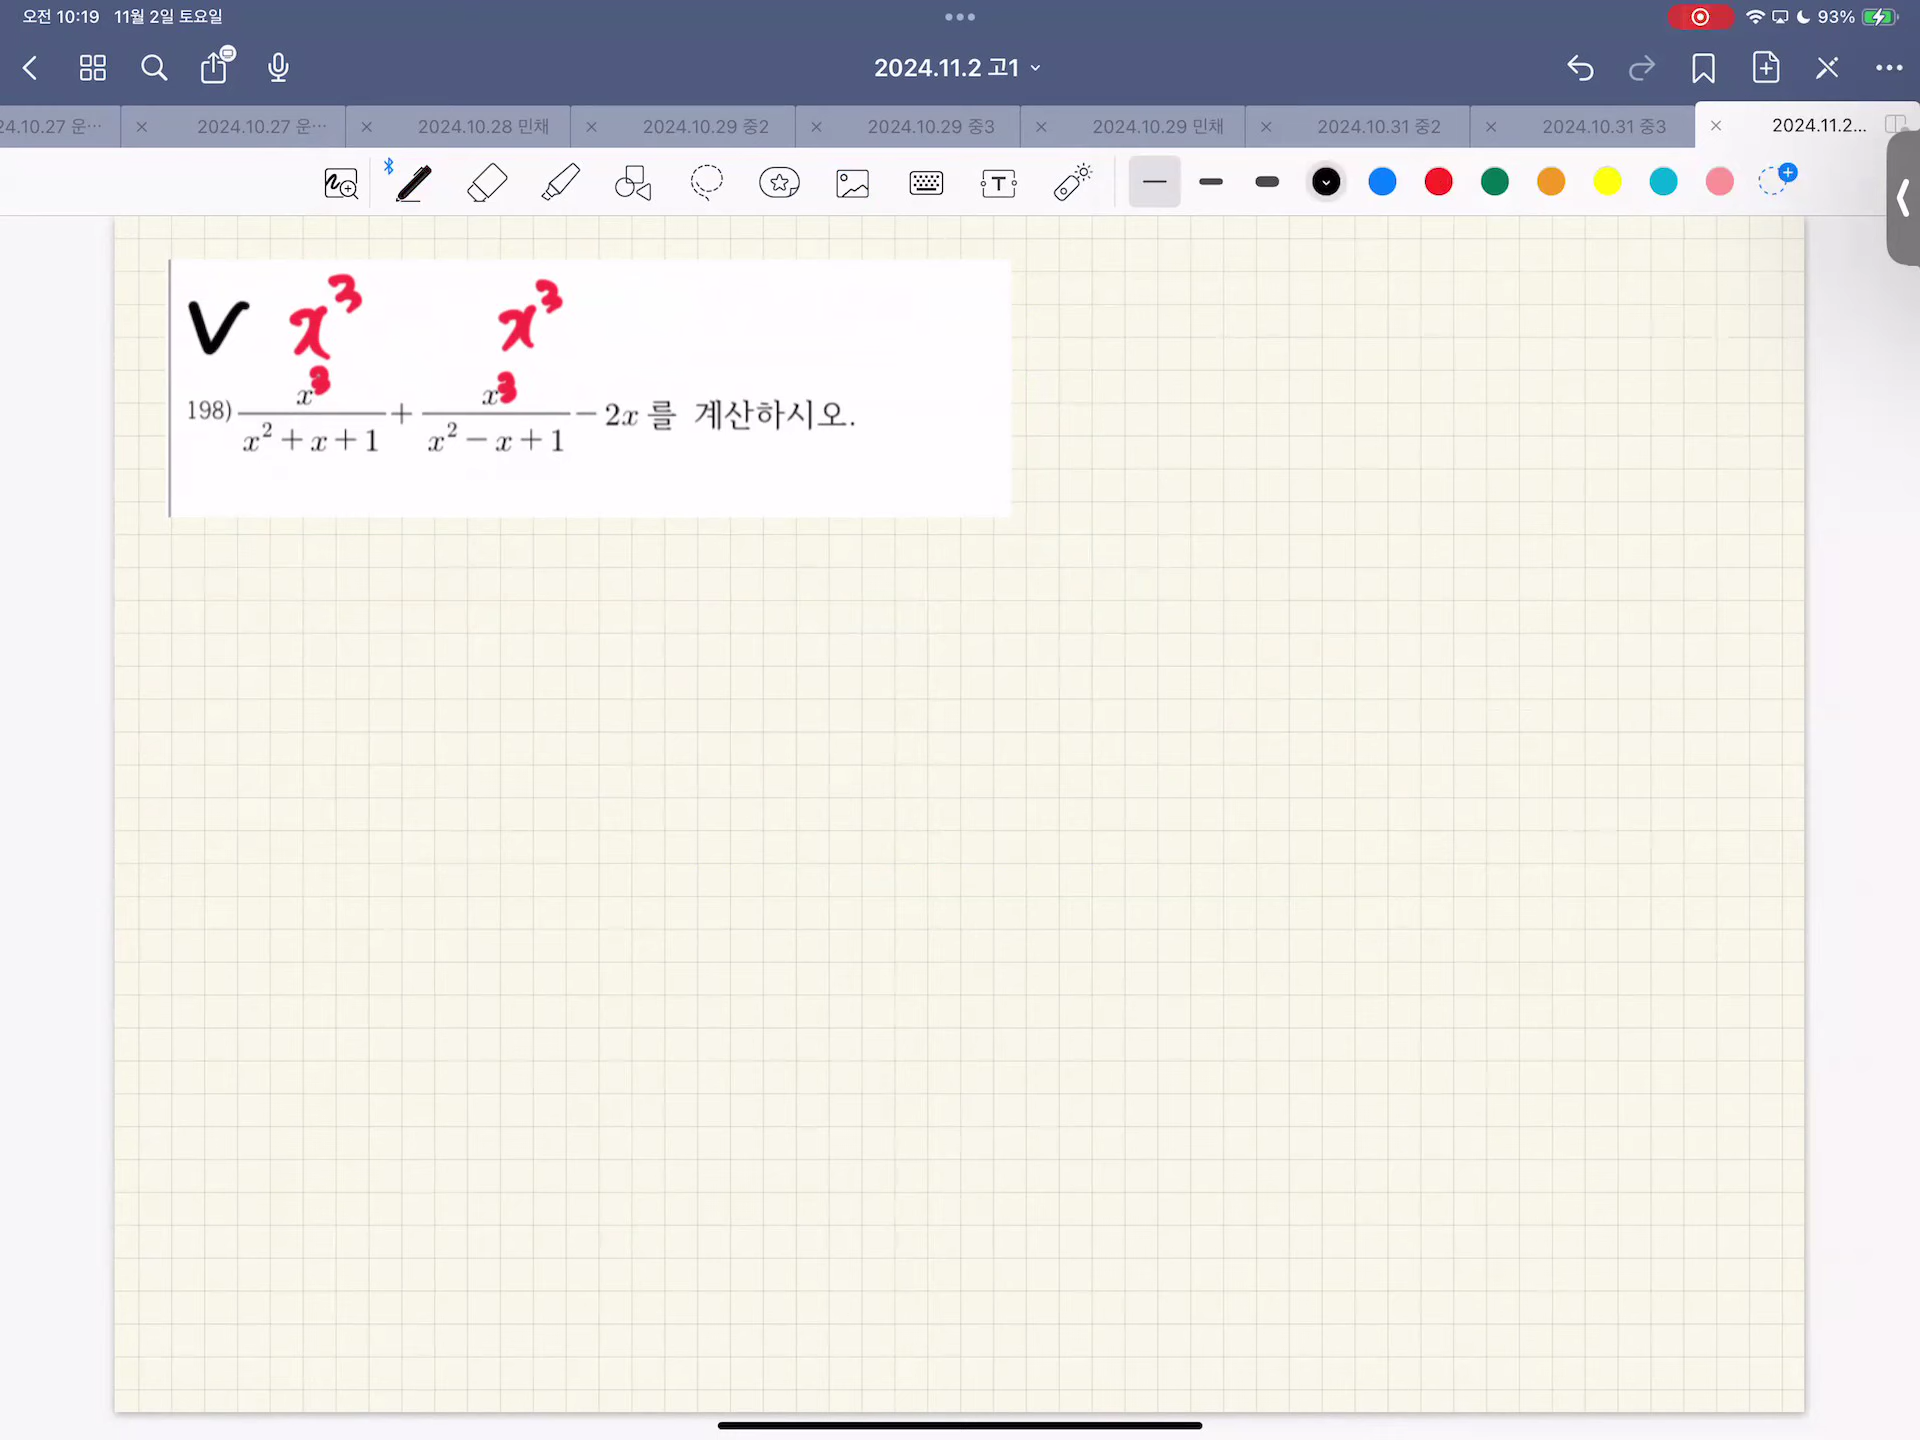 오전 10:19 11월 2일 토요일
93%
2024.11.2 고1
24.10.27 운… 2024.10.27 운… 2024.10.28 민채 2024.10.29 중2 2024.10.29 중3 2024.10.29 민채 2024.10.31 중2 2024.10.31 중3 2024.11.2...
T
V x³ x³
198) x³/(x² + x + 1) + x³/(x² − x + 1) − 2x 를 계산하시오.